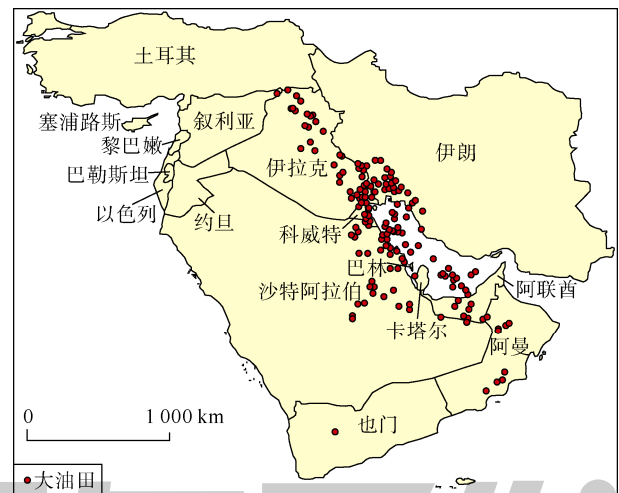 土耳其
塞浦路斯
叙利亚
黎巴嫩
伊朗
巴勒斯坦
伊拉克
以色列
约旦
科威特
巴林
沙特阿拉伯
阿联酋
卡塔尔
阿曼
0 1 000 km
也门
大油田